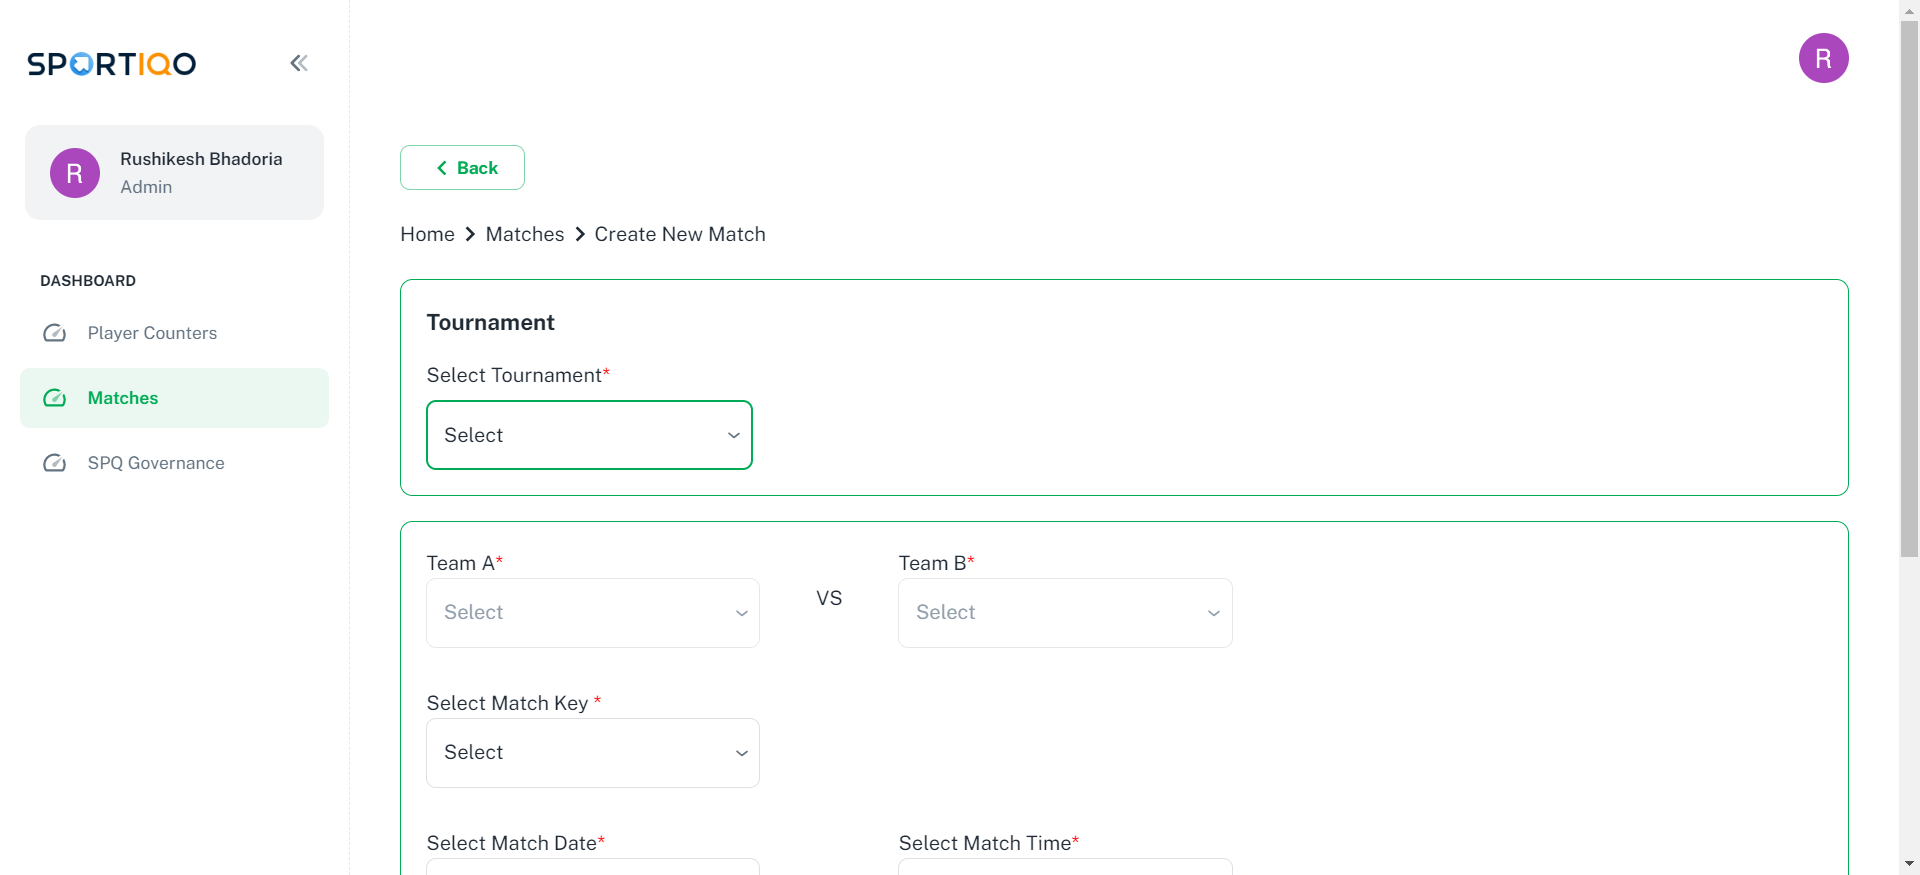 SPORTIQO
R
Rushikesh Bhadoria
Admin
DASHBOARD
Player Counters
Matches
SPQ Governance
R
Back
Home > Matches > Create New Match
Tournament
Select Tournament*
Select
Team A*
Select
VS
Team B*
Select
Select Match Key *
Select
Select Match Date*
Select Match Time*